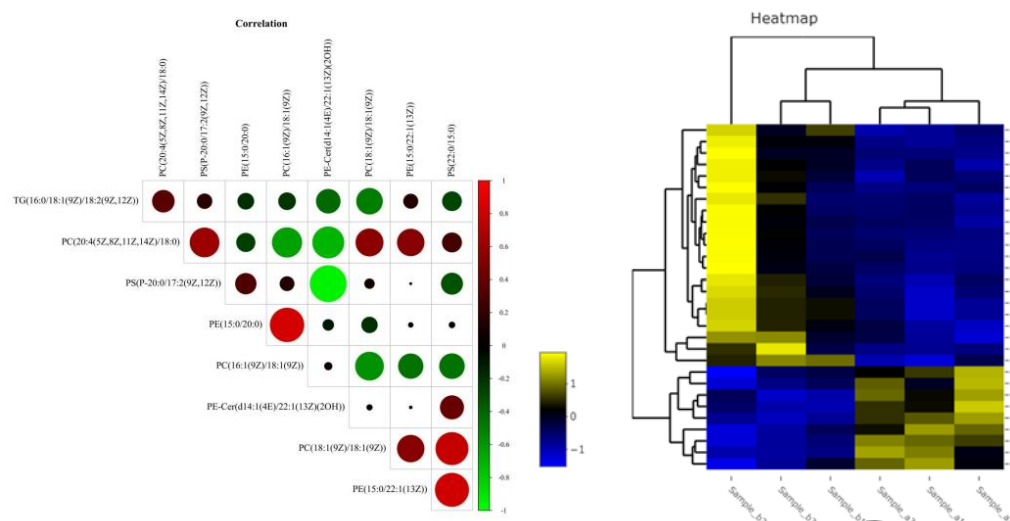 Correlation
Heatmap
PC(20:4(5Z,8Z,11Z,14Z)/18:0)
PS(P-20:0/17:2(9Z,12Z))
PE(15:0/20:0)
PC(16:1(9Z)/18:1(9Z))
PE-Cer(d14:1(4E)/22:1(13Z)(2OH))
PC(18:1(9Z)/18:1(9Z))
PE(15:0/22:1(13Z))
PS(22:0/15:0)
TG(16:0/18:1(9Z)/18:2(9Z,12Z))
PC(20:4(5Z,8Z,11Z,14Z)/18:0)
PS(P-20:0/17:2(9Z,12Z))
PE(15:0/20:0)
PC(16:1(9Z)/18:1(9Z))
PE-Cer(d14:1(4E)/22:1(13Z)(2OH))
PC(18:1(9Z)/18:1(9Z))
PE(15:0/22:1(13Z))
1
0.8
0.6
0.4
0.2
0
-0.2
-0.4
-0.6
-0.8
-1
1
0
−1